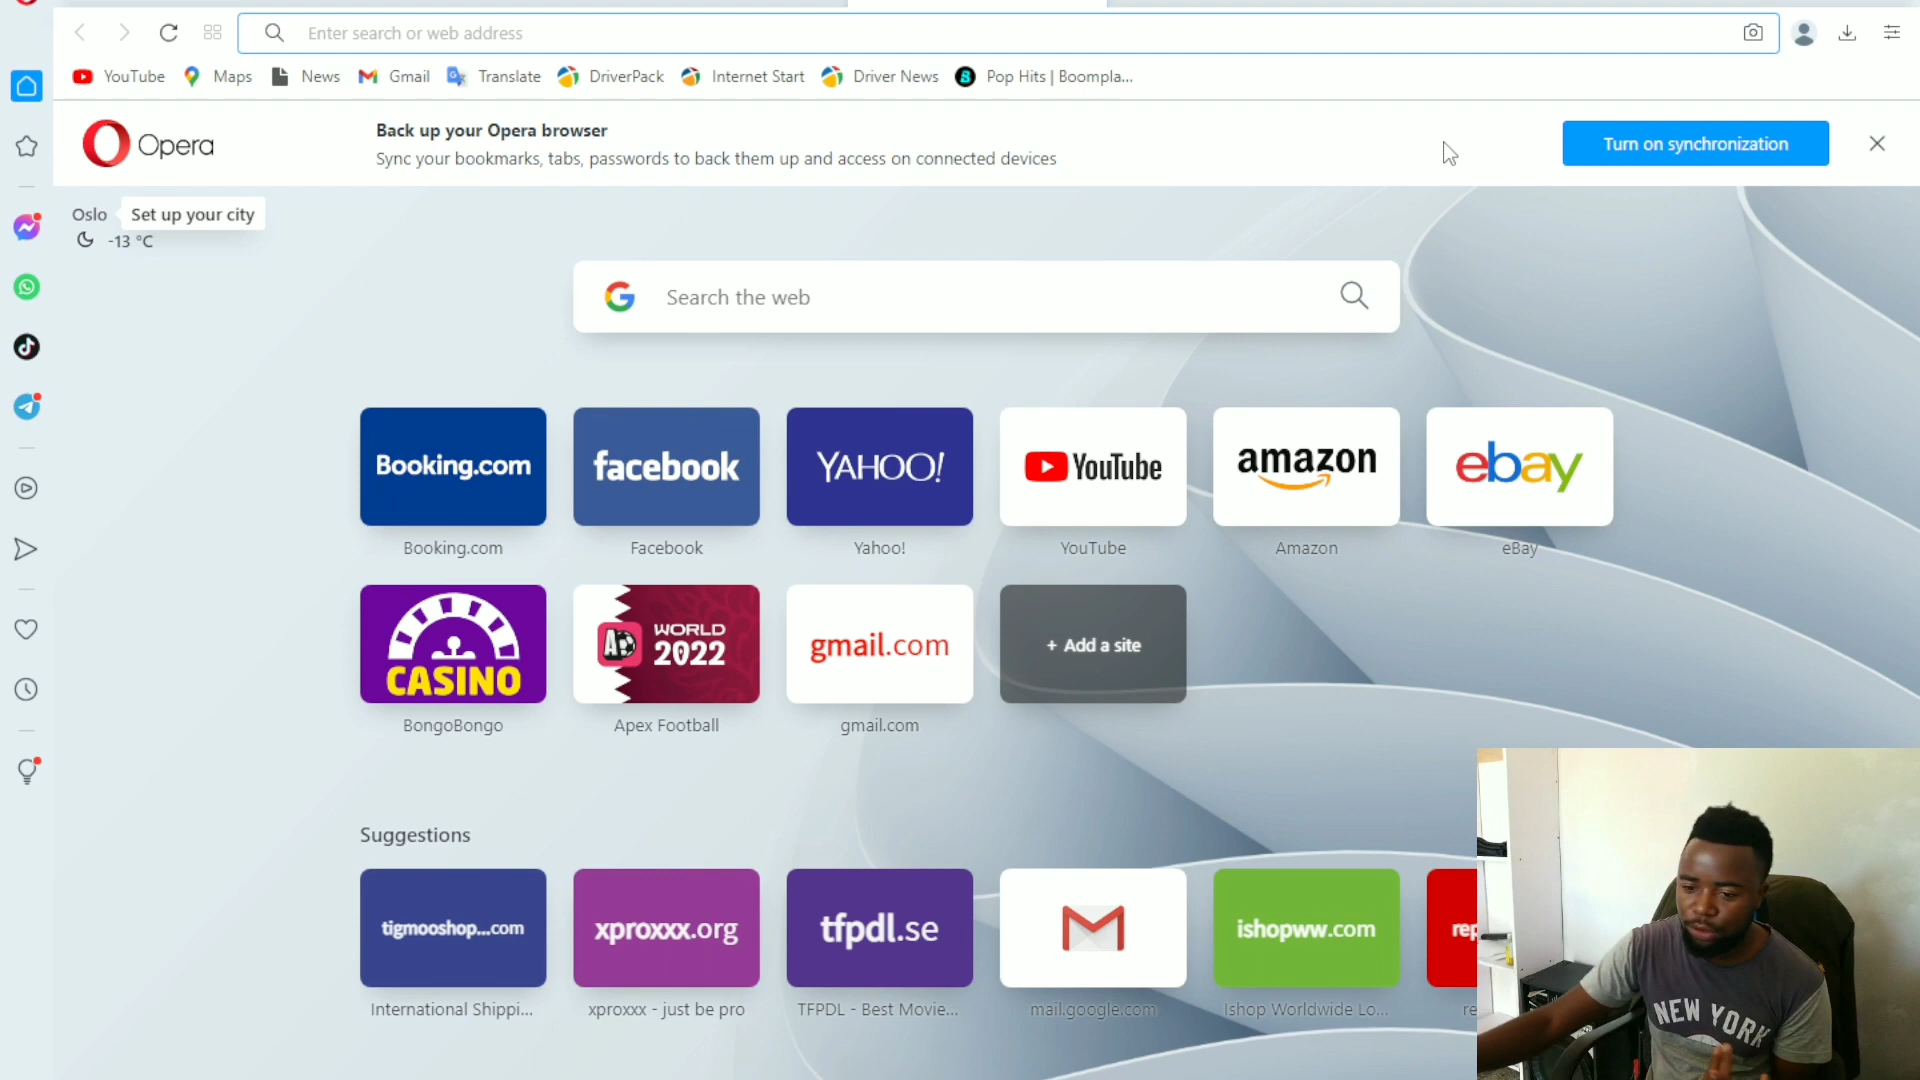 Enter search or web address
YouTube Maps News Gmail Translate DriverPack Internet Start Driver News Pop Hits | Boompla...
Opera
Back up your Opera browser
Sync your bookmarks, tabs, passwords to back them up and access on connected devices
Turn on synchronization
Oslo
Set up your city
-13 °C
Search the web
Booking.com facebook YAHOO! YouTube amazon ebay
Booking.com Facebook Yahoo! YouTube Amazon eBay
CASINO
WORLD
2022
gmail.com
+ Add a site
BongoBongo Apex Football gmail.com
Suggestions
tigmooshop...com xproxxx.org tfpdl.se ishopww.com rep
International Shippi... xproxxx - just be pro TFPDL - Best Movie... mail.google.com Ishop Worldwide Lo... re
NEW YORK